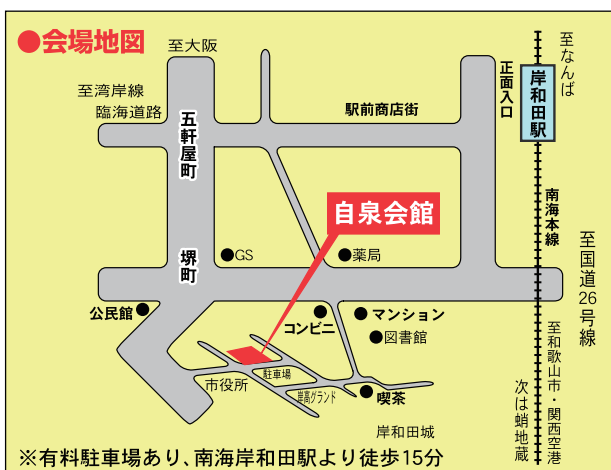 ●会場地図
至大阪
至湾岸線
臨海道路
五軒屋町
駅前商店街
正面入口
岸和田駅
至なんば
南海本線
自泉会館
至国道26号線
堺町
●GS
●薬局
公民館●
コンビニ
●マンション
●図書館
市役所
駐車場
岸高グランド
●喫茶
岸和田城
至和歌山市・関西空港
次は蛸地蔵
※有料駐車場あり、南海岸和田駅より徒歩15分